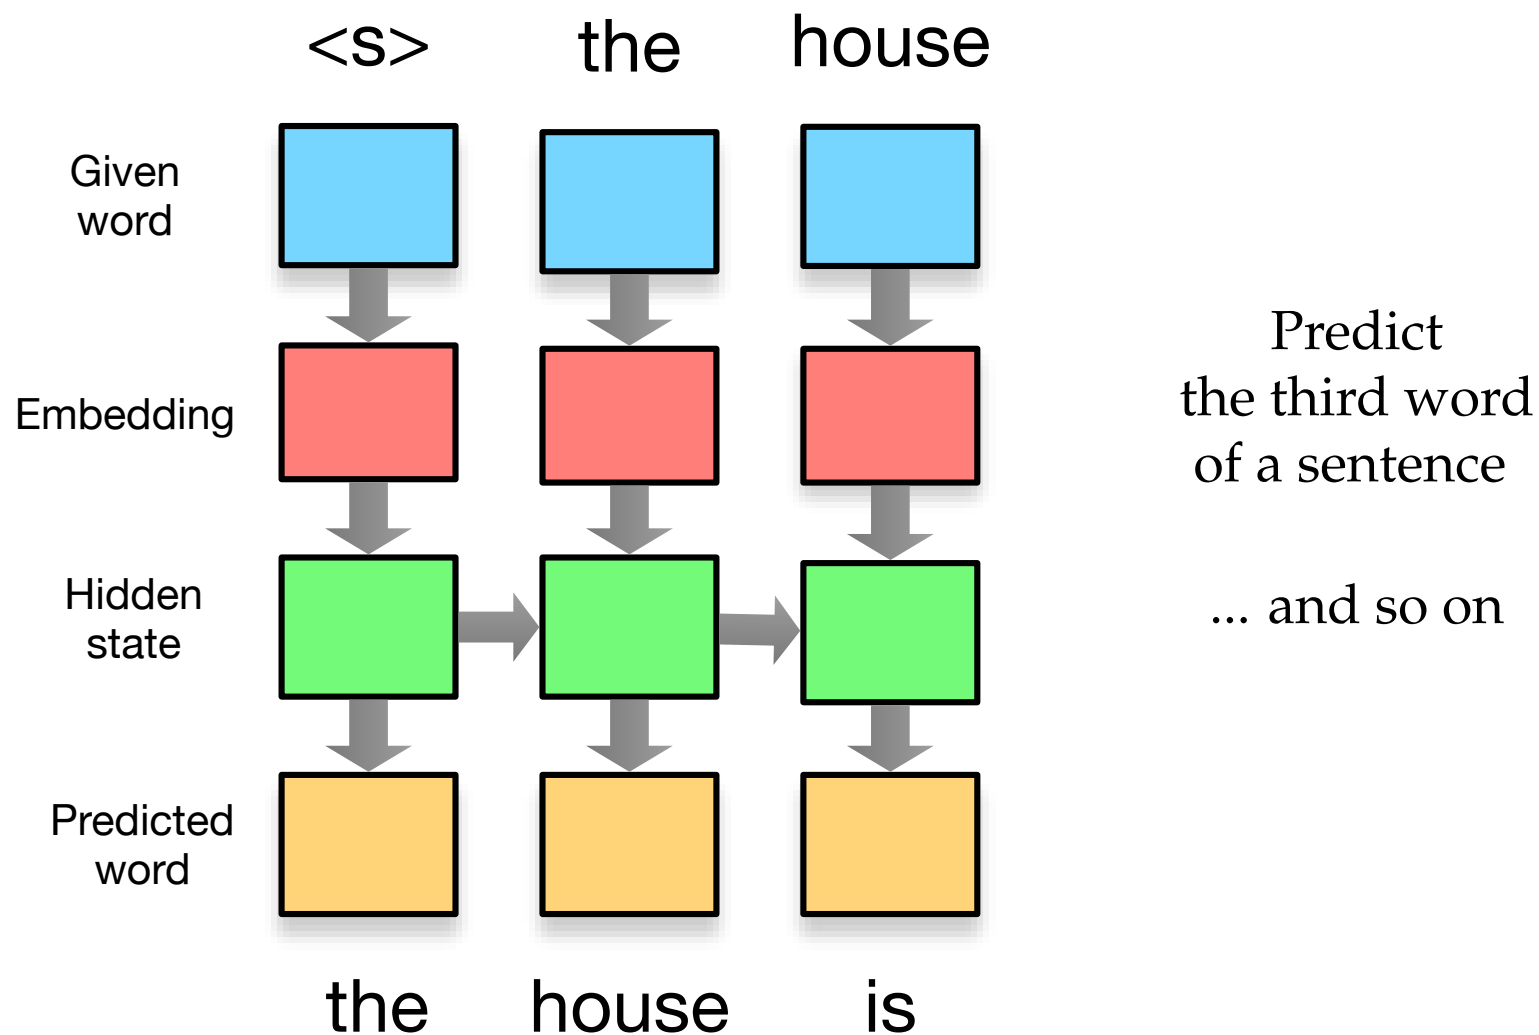 <s> the house
Given
word
Embedding
Hidden
state
Predicted
word
the house is
Predict
the third word
of a sentence
... and so on